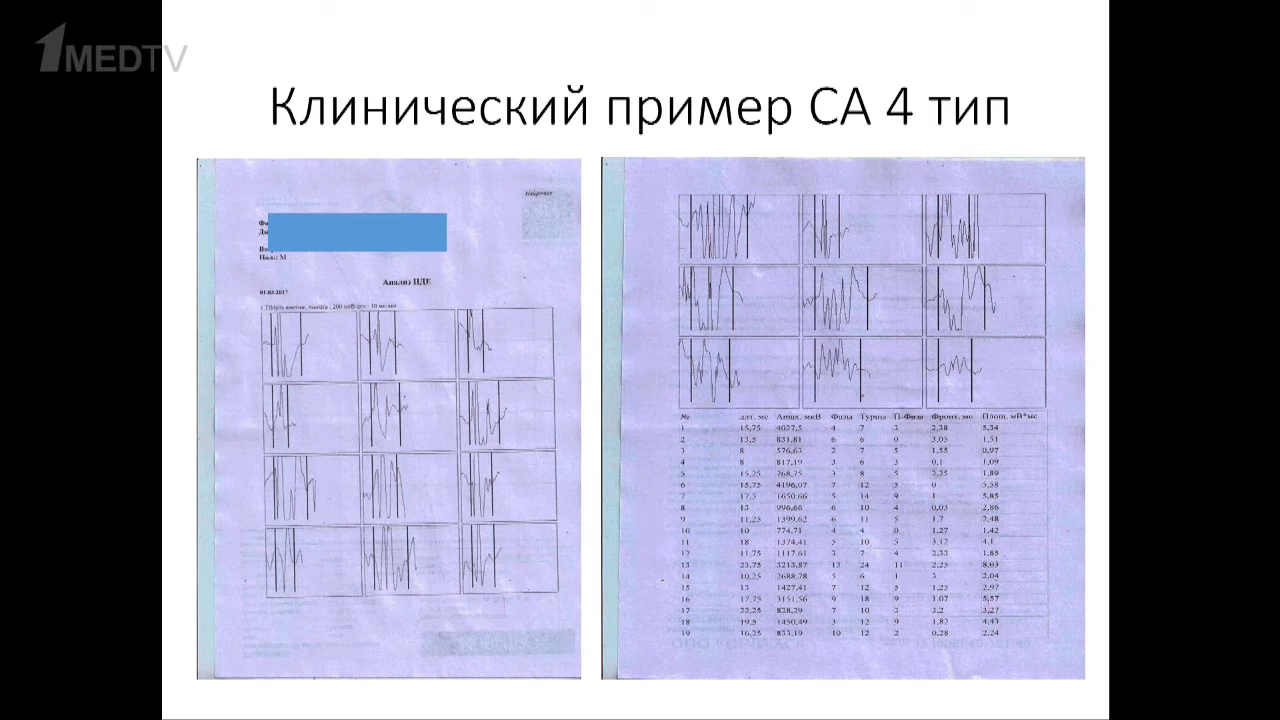 1MEDTV
Клинический пример СА 4 тип
Нейрософт
Пол: М
Анализ ПДЕ
01.03.2017
№ дл, мс Amax, мкВ Фазы Турны П-Фазы Фронт, мс Площ, мВ*мс
1 15,75 4027,5 4 7 3 2,38 5,34
2 13,5 831,81 6 6 0 3,05 1,51
3 8 576,63 2 7 5 1,55 0,97
4 8 817,19 3 6 3 0,1 1,09
5 15,25 768,75 3 8 5 2,25 1,89
6 15,75 4196,07 7 12 3 0 5,38
7 17,5 1650,66 5 14 9 1 5,85
8 13 996,66 6 10 4 0,03 2,86
9 11,25 1399,62 6 11 5 1,7 2,48
10 10 774,71 4 4 0 1,27 1,42
11 18 1374,41 5 10 5 3,12 4,1
12 11,75 1117,61 3 7 4 2,33 1,85
13 23,75 3213,87 13 24 11 2,25 8,03
14 10,25 2688,78 5 6 1 3 2,04
15 13 1427,41 7 12 5 1,25 2,97
16 17,75 3151,56 9 18 9 1,07 5,57
17 22,25 828,29 7 10 3 3,2 3,27
18 19,5 1450,49 3 12 9 1,82 4,43
19 16,25 833,19 10 12 2 0,28 2,24